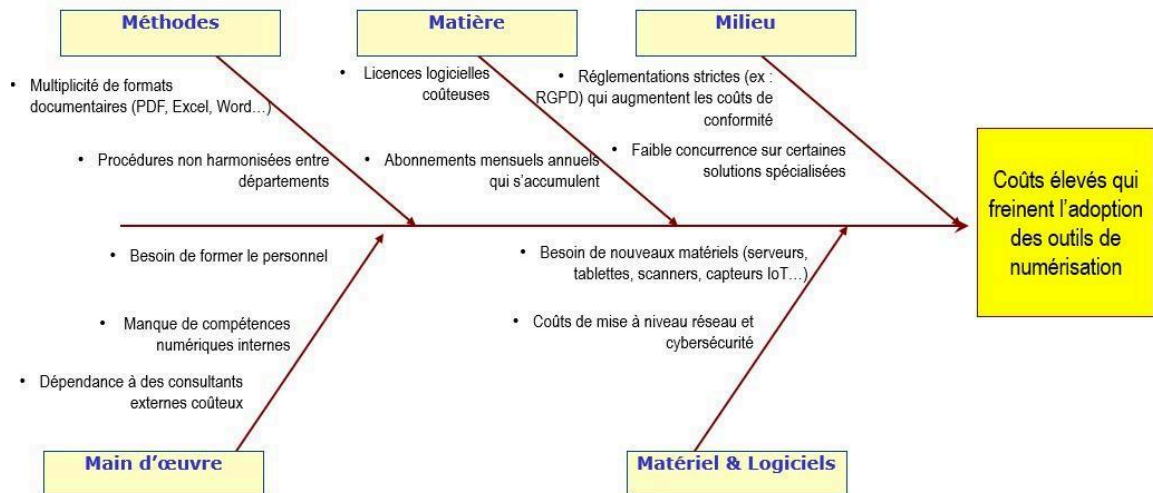 Méthodes
Matière
Milieu
• Multiplicité de formats
documentaires (PDF, Excel, Word…)
• Procédures non harmonisées entre
départements
• Licences logicielles
coûteuses
• Abonnements mensuels annuels
qui s’accumulent
• Réglementations strictes (ex :
RGPD) qui augmentent les coûts de
conformité
• Faible concurrence sur certaines
solutions spécialisées
Coûts élevés qui
freinent l’adoption
des outils de
numérisation
• Besoin de former le personnel
• Manque de compétences
numériques internes
• Dépendance à des consultants
externes coûteux
• Besoin de nouveaux matériels (serveurs,
tablettes, scanners, capteurs IoT…)
• Coûts de mise à niveau réseau et
cybersécurité
Main d’œuvre
Matériel & Logiciels